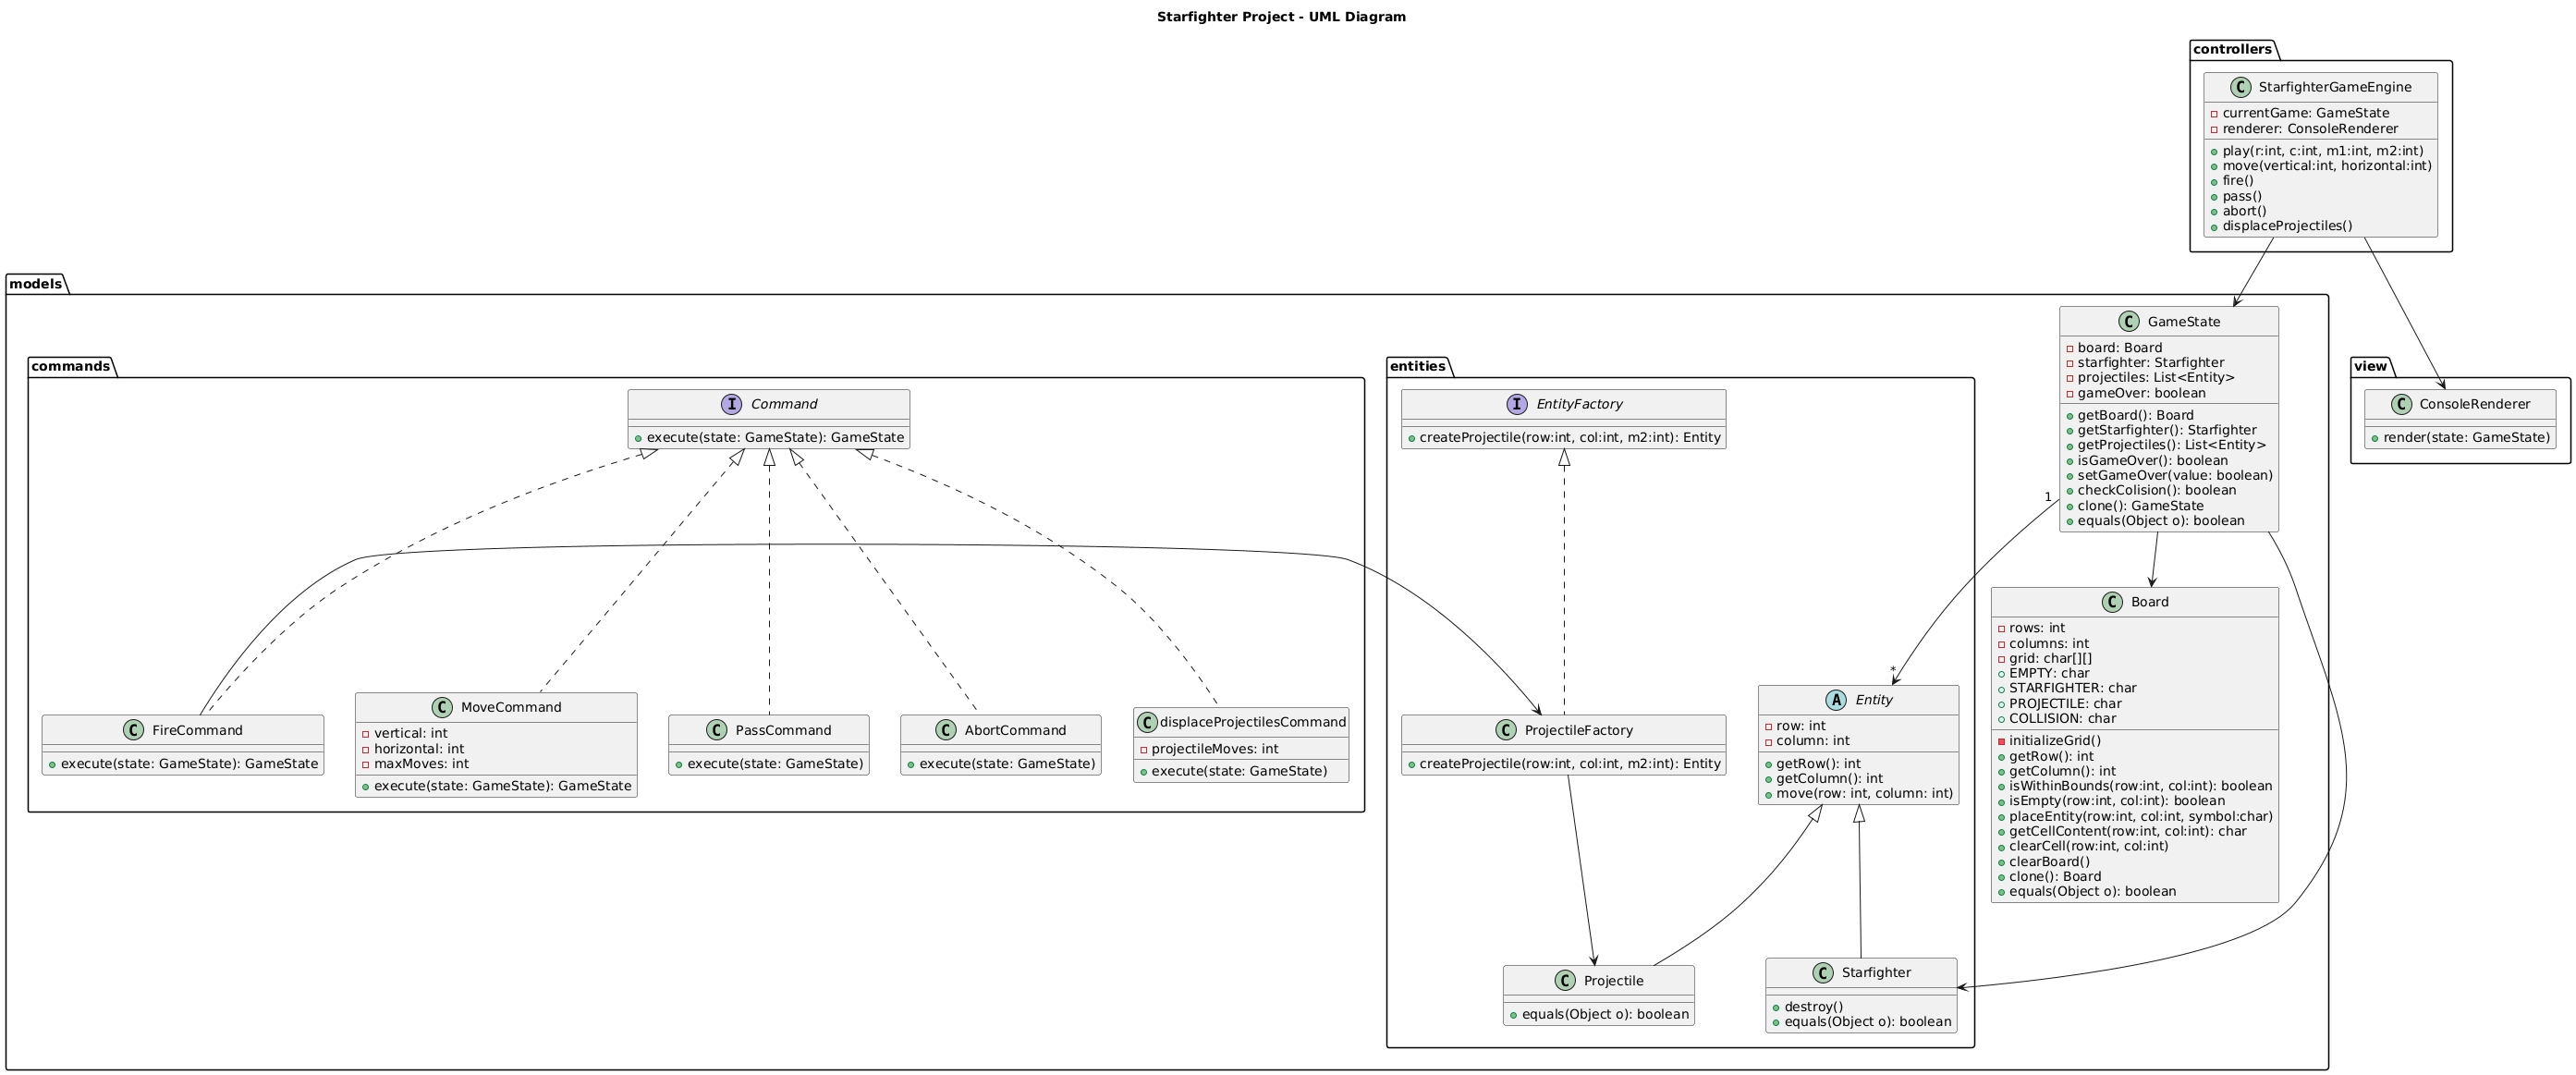 Starfighter Project - UML Diagram
controllers
C StarfighterGameEngine
currentGame: GameState
renderer: ConsoleRenderer
play(r:int, c:int, m1:int, m2:int)
move(vertical:int, horizontal:int)
fire()
pass()
abort()
displaceProjectiles()
models
C GameState
board: Board
starfighter: Starfighter
projectiles: List<Entity>
gameOver: boolean
getBoard(): Board
getStarfighter(): Starfighter
getProjectiles(): List<Entity>
isGameOver(): boolean
setGameOver(value: boolean)
checkColision(): boolean
clone(): GameState
equals(Object o): boolean
view
C ConsoleRenderer
render(state: GameState)
commands
I Command
execute(state: GameState): GameState
entities
I EntityFactory
createProjectile(row:int, col:int, m2:int): Entity
1
*
C Board
rows: int
columns: int
grid: char[][]
EMPTY: char
STARFIGHTER: char
PROJECTILE: char
COLLISION: char
initializeGrid()
getRow(): int
getColumn(): int
isWithinBounds(row:int, col:int): boolean
isEmpty(row:int, col:int): boolean
placeEntity(row:int, col:int, symbol:char)
getCellContent(row:int, col:int): char
clearCell(row:int, col:int)
clearBoard()
clone(): Board
equals(Object o): boolean
C FireCommand
execute(state: GameState): GameState
C MoveCommand
vertical: int
horizontal: int
maxMoves: int
execute(state: GameState): GameState
C PassCommand
execute(state: GameState)
C AbortCommand
execute(state: GameState)
C displaceProjectilesCommand
projectileMoves: int
execute(state: GameState)
C ProjectileFactory
createProjectile(row:int, col:int, m2:int): Entity
A Entity
row: int
column: int
getRow(): int
getColumn(): int
move(row: int, column: int)
C Projectile
equals(Object o): boolean
C Starfighter
destroy()
equals(Object o): boolean